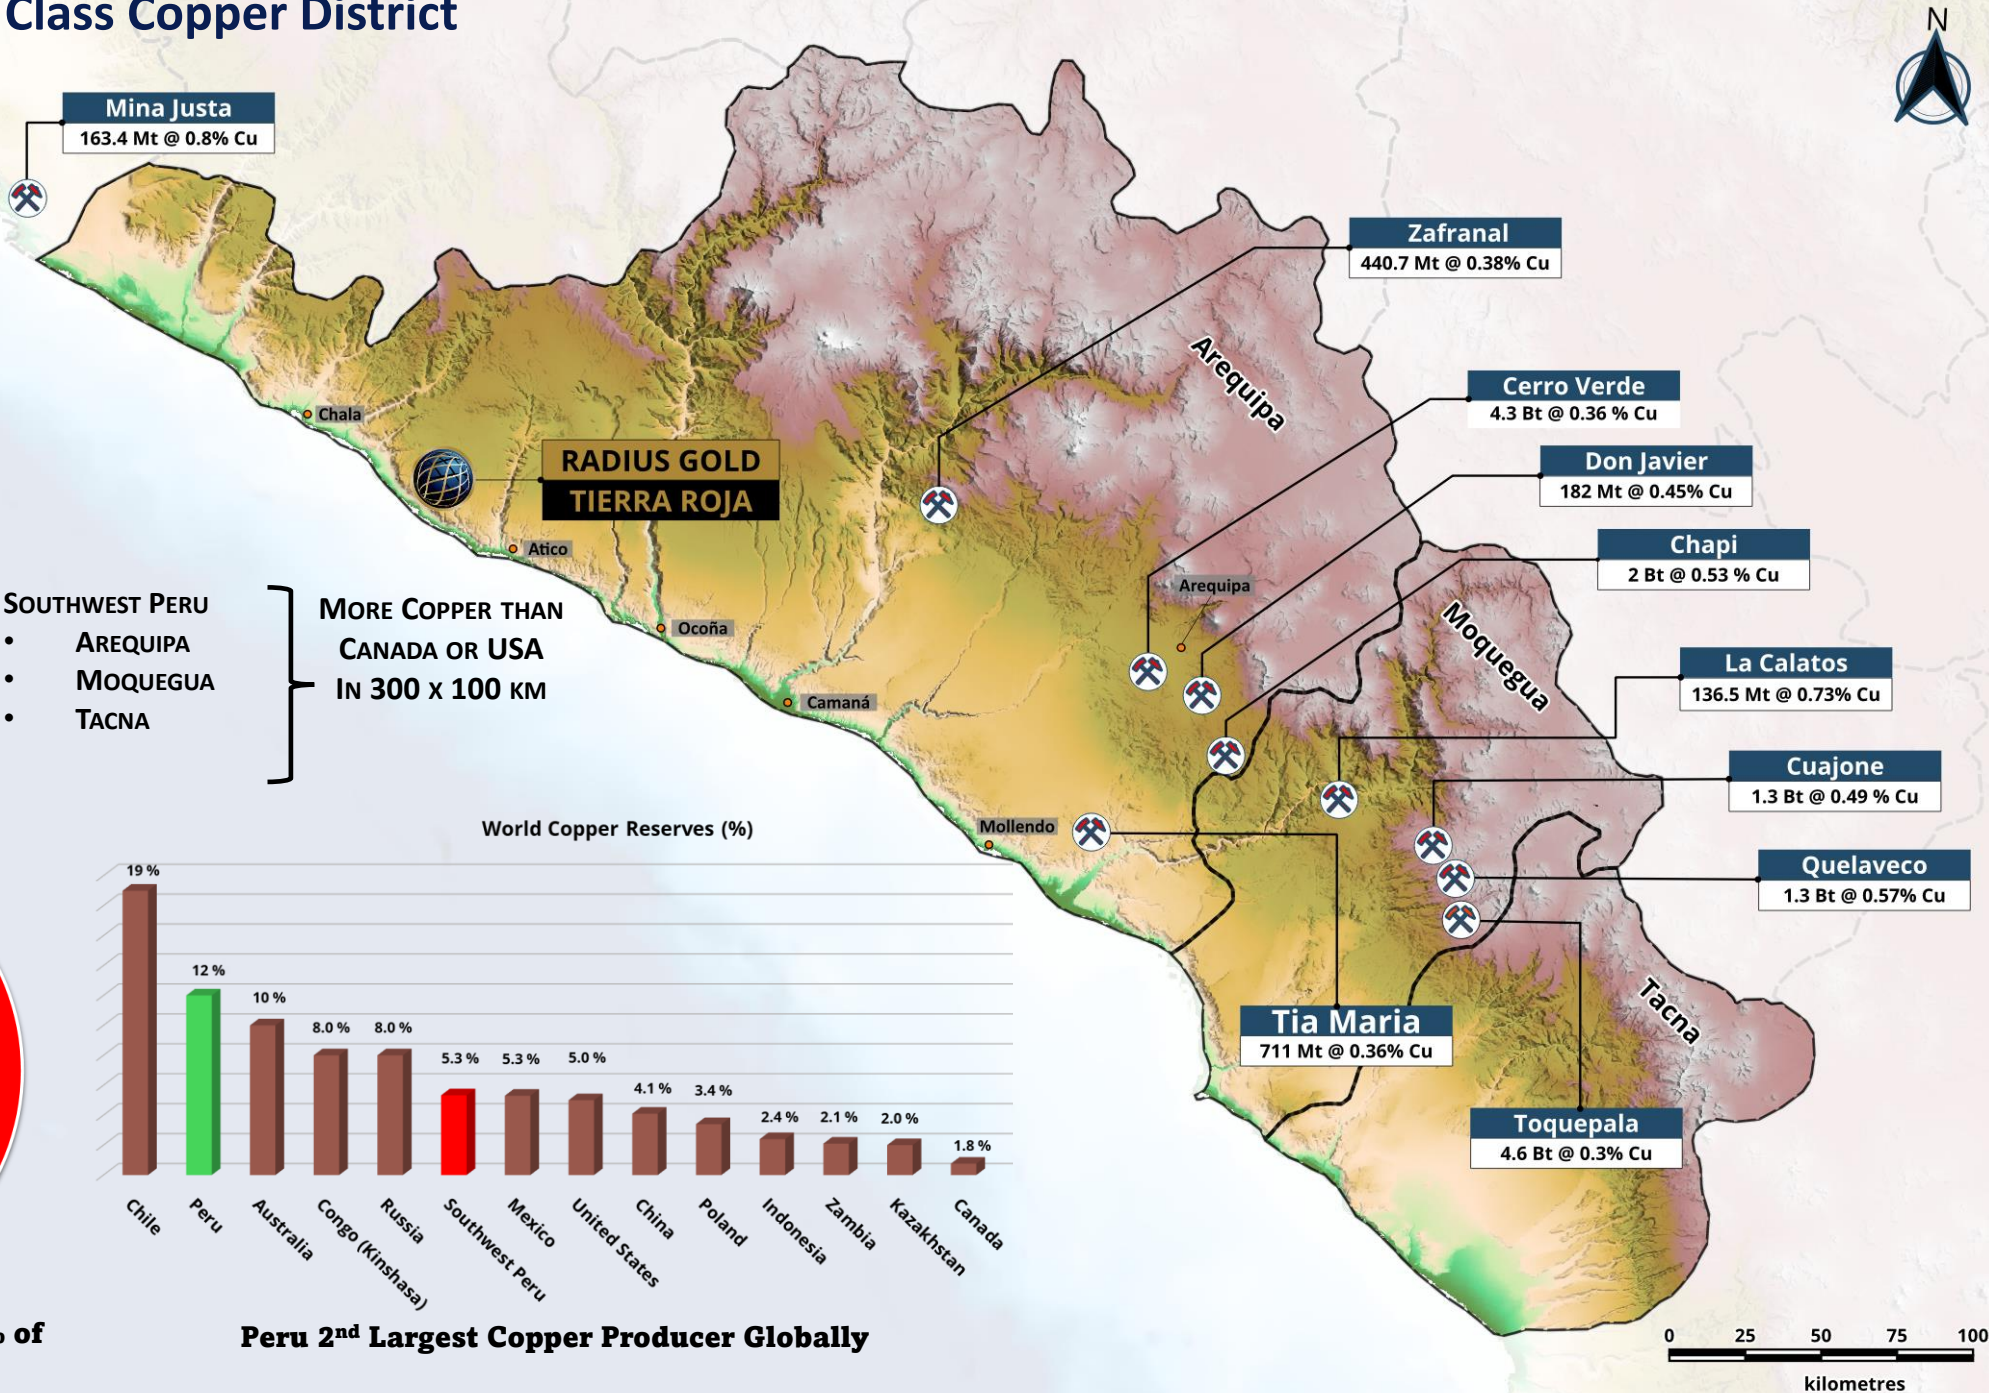 Class Copper District
N
Mina Justa
163.4 Mt @ 0.8% Cu
Zafranal
440.7 Mt @ 0.38% Cu
Arequipa
Cerro Verde
4.3 Bt @ 0.36 % Cu
Don Javier
182 Mt @ 0.45% Cu
Chapi
2 Bt @ 0.53 % Cu
Chala
RADIUS GOLD
TIERRA ROJA
Atico
Arequipa
Ocoña
Camaná
Mollendo
Moquegua
La Calatos
136.5 Mt @ 0.73% Cu
Cuajone
1.3 Bt @ 0.49 % Cu
Quelaveco
1.3 Bt @ 0.57% Cu
Tacna
Tia Maria
711 Mt @ 0.36% Cu
Toquepala
4.6 Bt @ 0.3% Cu
SOUTHWEST PERU
• AREQUIPA
• MOQUEGUA
• TACNA
MORE COPPER THAN
CANADA OR USA
IN 300 X 100 KM
World Copper Reserves (%)
19 %
12 %
10 %
8.0 %
8.0 %
5.3 %
5.3 %
5.0 %
4.1 %
3.4 %
2.4 %
2.1 %
2.0 %
1.8 %
Chile
Peru
Australia
Congo (Kinshasa)
Russia
Southwest Peru
Mexico
United States
China
Poland
Indonesia
Zambia
Kazakhstan
Canada
% of
Peru 2nd Largest Copper Producer Globally
0 25 50 75 100
kilometres